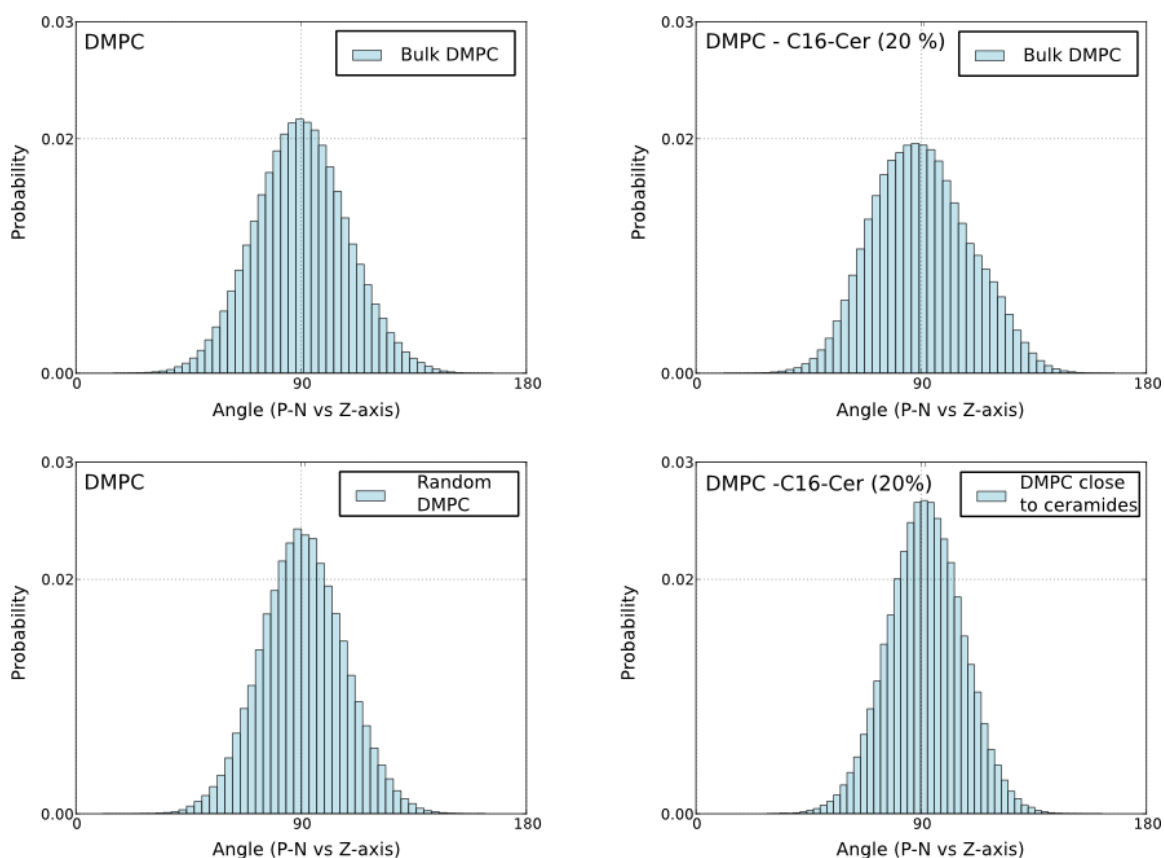 0.03
DMPC
Bulk DMPC
0.02
Probability
0.00
0
90
180
Angle (P-N vs Z-axis)
0.03
DMPC - C16-Cer (20 %)
Bulk DMPC
0.02
Probability
0.00
0
90
180
Angle (P-N vs Z-axis)
0.03
DMPC
Random
DMPC
0.02
Probability
0.00
0
90
180
Angle (P-N vs Z-axis)
0.03
DMPC -C16-Cer (20%)
DMPC close
to ceramides
0.02
Probability
0.00
0
90
180
Angle (P-N vs Z-axis)